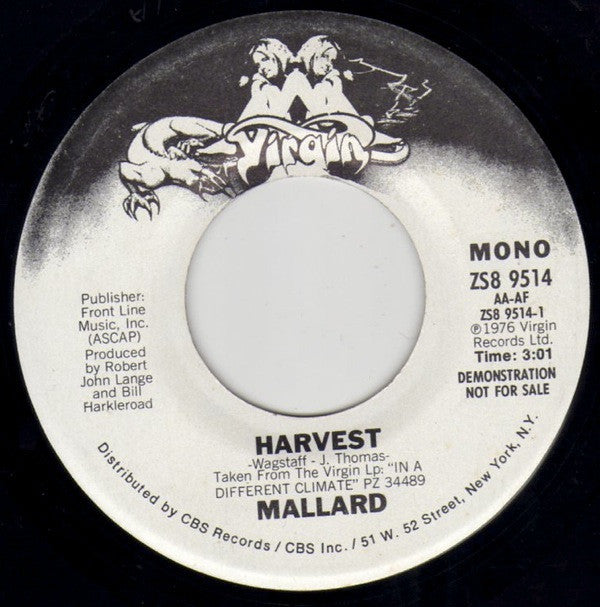 Virgin
MONO
ZS8 9514
AA-AF
ZS8 9514-1
℗1976 Virgin
Records Ltd.
Time: 3:01
DEMONSTRATION
NOT FOR SALE
Publisher:
Front Line
Music, Inc.
(ASCAP)
Produced
by Robert
John Lange
and Bill
Harkleroad
HARVEST
-Wagstaff - J. Thomas-
Taken From The Virgin Lp: "IN A
DIFFERENT CLIMATE" PZ 34489
MALLARD
Distributed by CBS Records / CBS Inc. / 51 W. 52 Street, New York, N.Y.